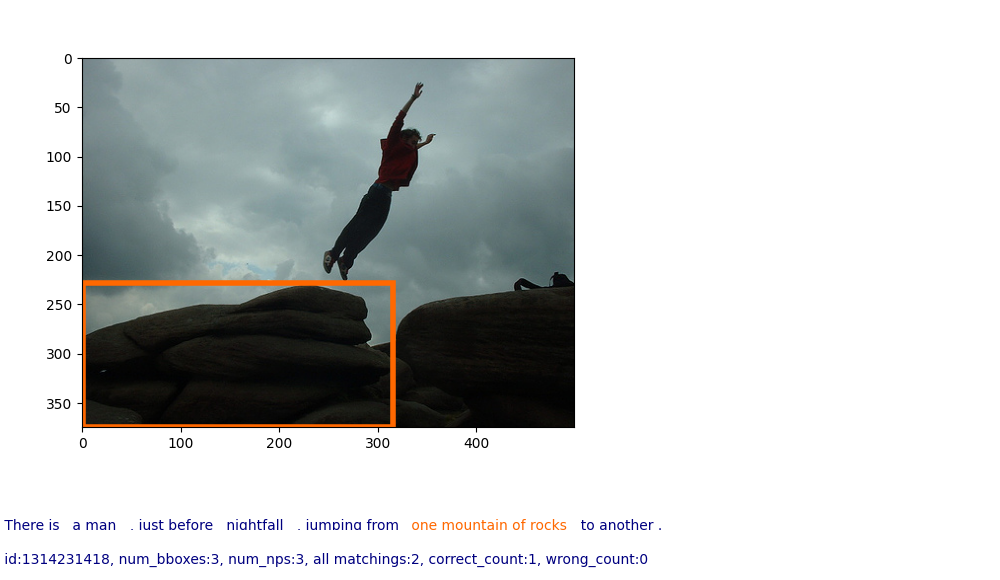 0
50
100
150
200
250
300
350
0 100 200 300 400
There is a man , just before nightfall , jumping from one mountain of rocks to another .
id:1314231418, num_bboxes:3, num_nps:3, all matchings:2, correct_count:1, wrong_count:0